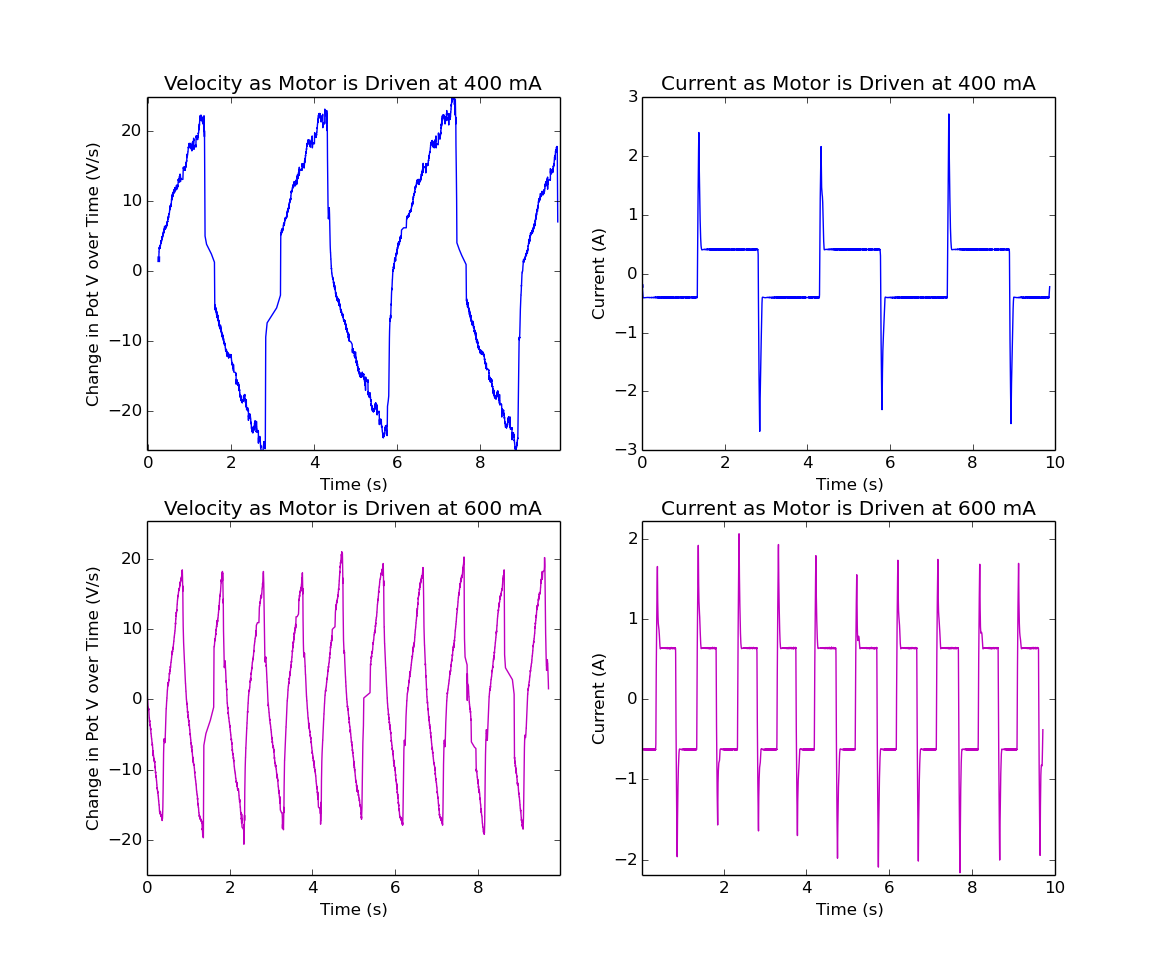 Velocity as Motor is Driven at 400 mA
Change in Pot V over Time (V/s)
20
10
0
−10
−20
0 2 4 6 8
Time (s)
Current as Motor is Driven at 400 mA
Current (A)
3
2
1
0
−1
−2
−3
0 2 4 6 8 10
Time (s)
Velocity as Motor is Driven at 600 mA
Change in Pot V over Time (V/s)
20
10
0
−10
−20
0 2 4 6 8
Time (s)
Current as Motor is Driven at 600 mA
Current (A)
2
1
0
−1
−2
2 4 6 8 10
Time (s)